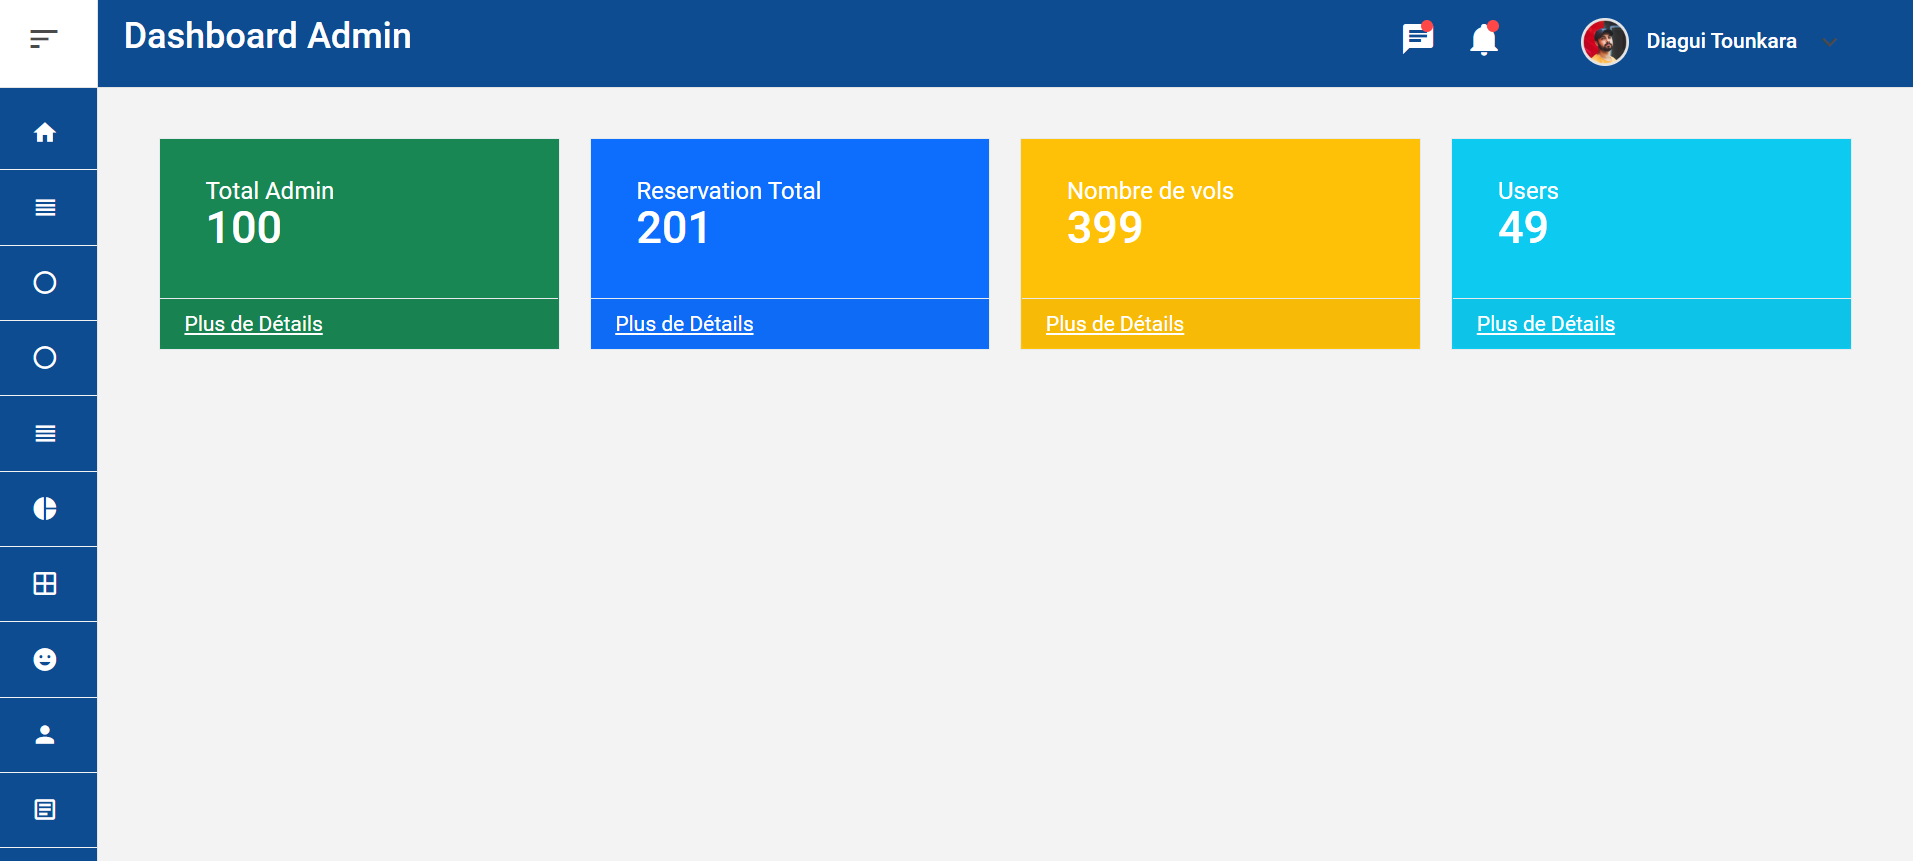 Dashboard Admin
Diagui Tounkara
Total Admin
100
Plus de Détails
Reservation Total
201
Plus de Détails
Nombre de vols
399
Plus de Détails
Users
49
Plus de Détails